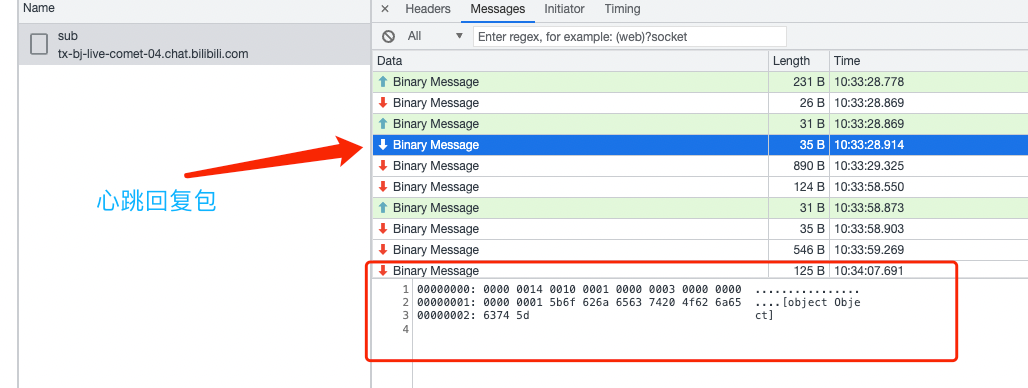 Name
sub
tx-bj-live-comet-04.chat.bilibili.com
心跳回复包
× Headers Messages Initiator Timing
All ▼ Enter regex, for example: (web)?socket
Data Length Time
Binary Message 231 B 10:33:28.778
Binary Message 26 B 10:33:28.869
Binary Message 31 B 10:33:28.869
Binary Message 35 B 10:33:28.914
Binary Message 890 B 10:33:29.325
Binary Message 124 B 10:33:58.550
Binary Message 31 B 10:33:58.873
Binary Message 35 B 10:33:58.903
Binary Message 546 B 10:33:59.269
Binary Message 125 B 10:34:07.691
1 00000000: 0000 0014 0010 0001 0000 0003 0000 0000 ................
2 00000001: 0000 0001 5b6f 626a 6563 7420 4f62 6a65 ....[object Obje
3 00000002: 6374 5d ct]
4